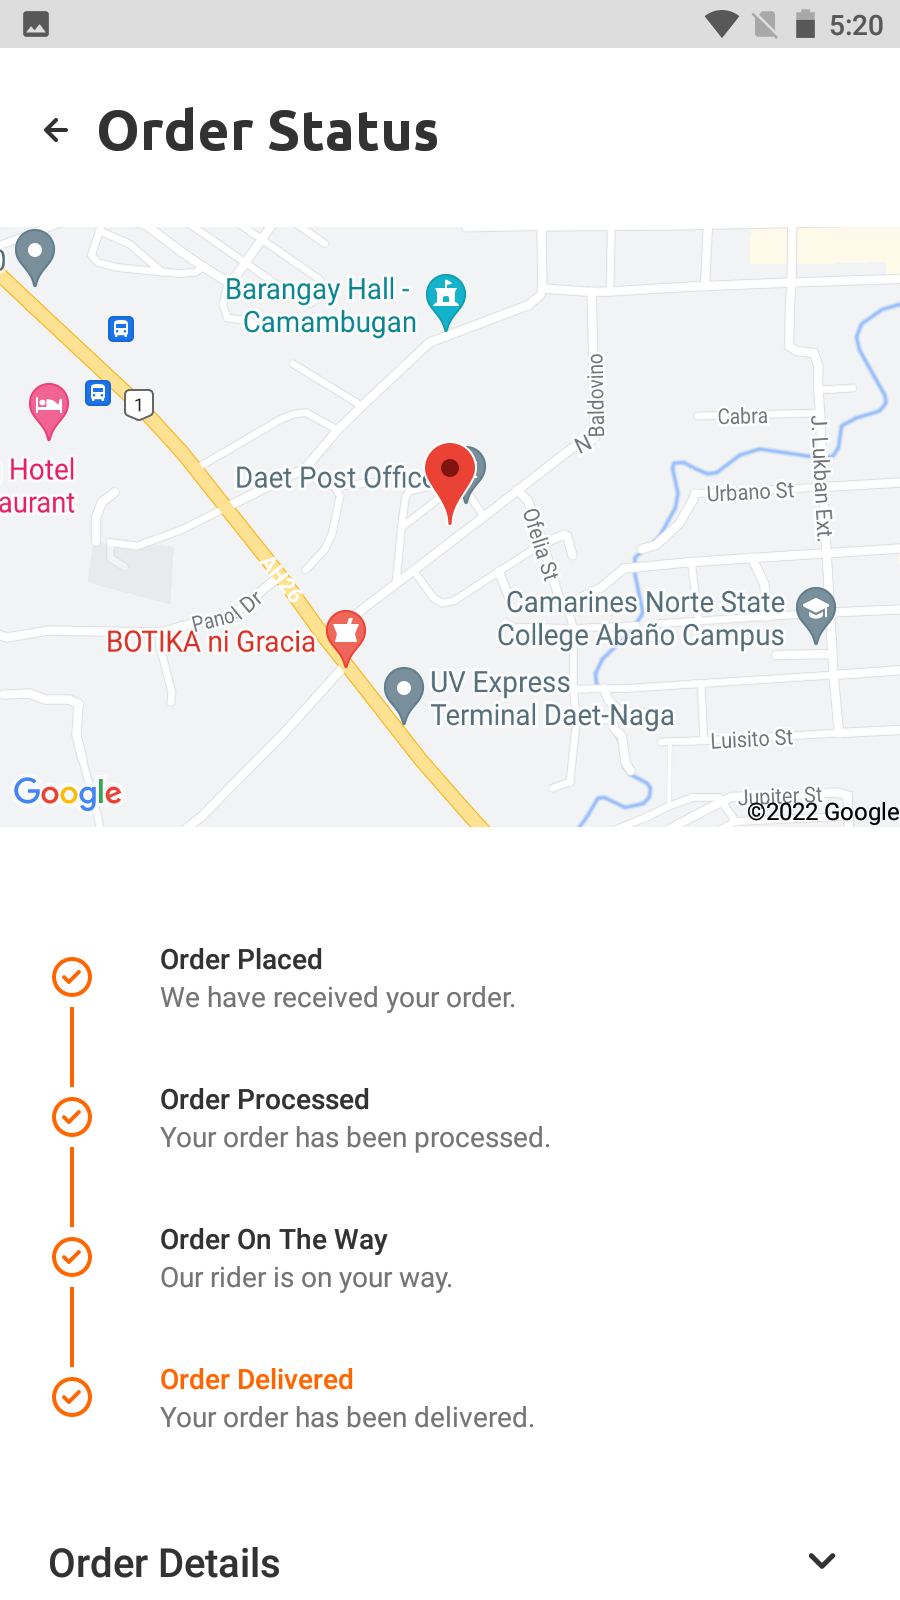 5:20
Order Status
Barangay Hall -
Camambugan
1
N Baldovino
Cabra
J. Lukban Ext.
Hotel
aurant
Daet Post Office
Urbano St
Ofelia St
AH26
Panol Dr
Camarines Norte State
College Abaño Campus
BOTIKA ni Gracia
UV Express
Terminal Daet-Naga
Luisito St
Jupiter St
Google
©2022 Google
Order Placed
We have received your order.
Order Processed
Your order has been processed.
Order On The Way
Our rider is on your way.
Order Delivered
Your order has been delivered.
Order Details